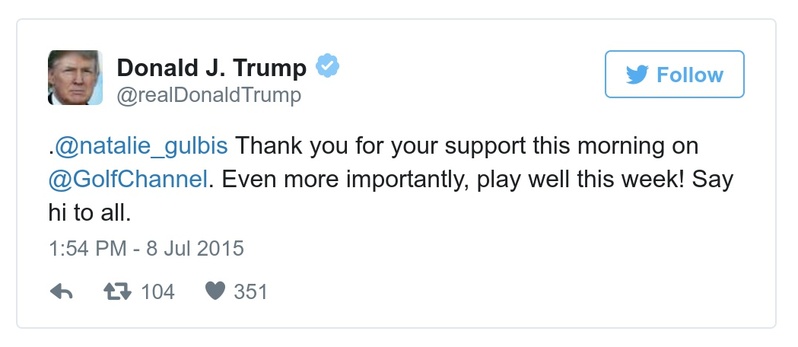 Donald J. Trump
@realDonaldTrump
Follow
.@natalie_gulbis Thank you for your support this morning on
@GolfChannel. Even more importantly, play well this week! Say
hi to all.
1:54 PM - 8 Jul 2015
104 351